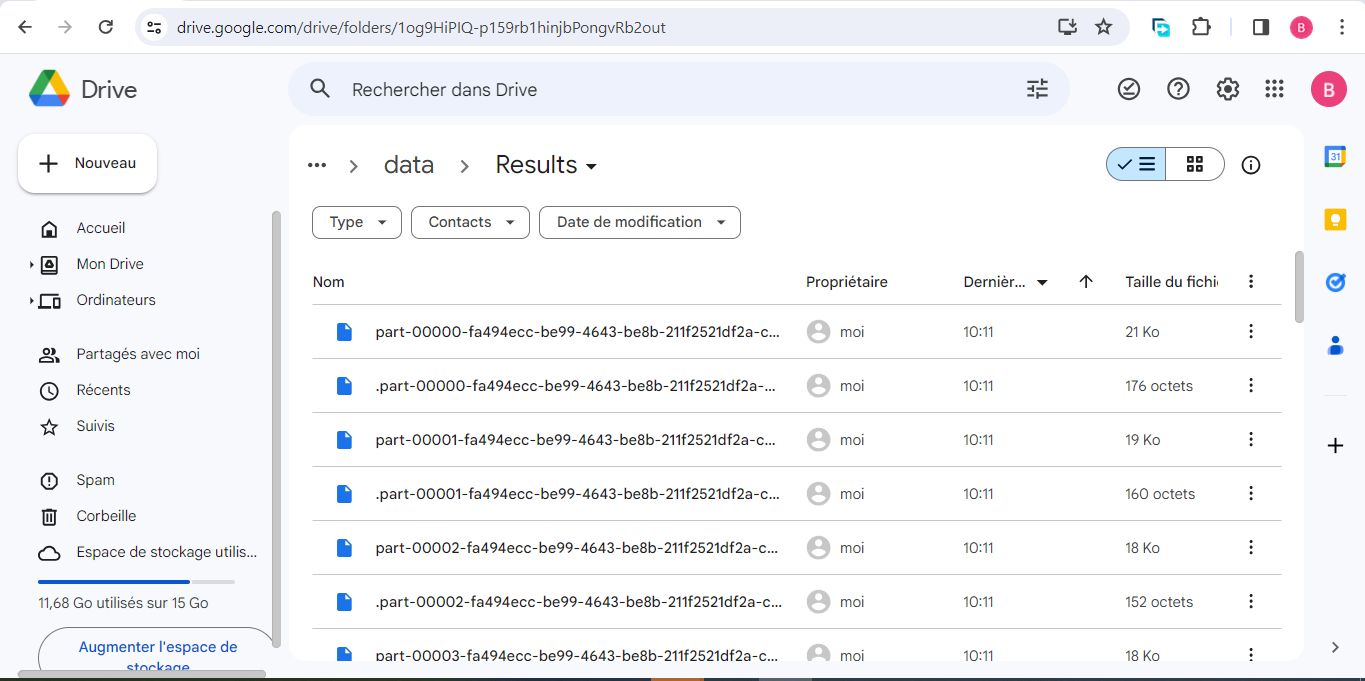 drive.google.com/drive/folders/1og9HiPIQ-p159rb1hinjbPongvRb2out
B
Drive
Rechercher dans Drive
B
Nouveau
Accueil
Mon Drive
Ordinateurs
Partagés avec moi
Récents
Suivis
Spam
Corbeille
Espace de stockage utilis...
11,68 Go utilisés sur 15 Go
Augmenter l'espace de
stockage
... > data > Results
Type
Contacts
Date de modification
Nom Propriétaire Dernièr... Taille du fichi
part-00000-fa494ecc-be99-4643-be8b-211f2521df2a-c... moi 10:11 21 Ko
.part-00000-fa494ecc-be99-4643-be8b-211f2521df2a-... moi 10:11 176 octets
part-00001-fa494ecc-be99-4643-be8b-211f2521df2a-c... moi 10:11 19 Ko
.part-00001-fa494ecc-be99-4643-be8b-211f2521df2a-c... moi 10:11 160 octets
part-00002-fa494ecc-be99-4643-be8b-211f2521df2a-c... moi 10:11 18 Ko
.part-00002-fa494ecc-be99-4643-be8b-211f2521df2a-c... moi 10:11 152 octets
part-00003-fa494ecc-be99-4643-be8b-211f2521df2a-c... moi 10:11 18 Ko
31